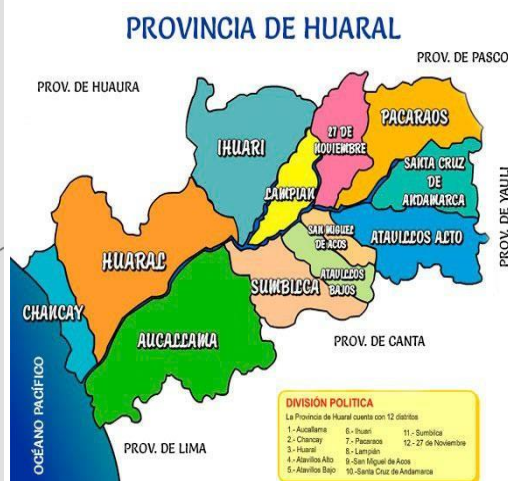 PROVINCIA DE HUARAL
PROV. DE PASCO
PROV. DE HUAURA
PACARAOS
27 DE
NOVIEMBRE
IHUARI
SANTA CRUZ
DE
ANDAMARCA
LAMPIAN
PROV. DE YAULI
SAN MIGUEL
DE ACOS
ATAVILLOS ALTO
HUARAL
ATAVILLOS
BAJOS
SUMBILCA
CHANCAY
AUCALLAMA
PROV. DE CANTA
OCÉANO PACÍFICO
PROV. DE LIMA
DIVISIÓN POLITICA
La Provincia de Huaral cuenta con 12 distritos
1.- Aucallama
2.- Chancay
3.- Huaral
4.- Atavillos Alto
5.- Atavillos Bajo
6.- Ihuari
7.- Pacaraos
8.- Lampián
9.-San Miguel de Acos
10.-Santa Cruz de Andamarca
11.- Sumbilca
12.- 27 de Noviembre